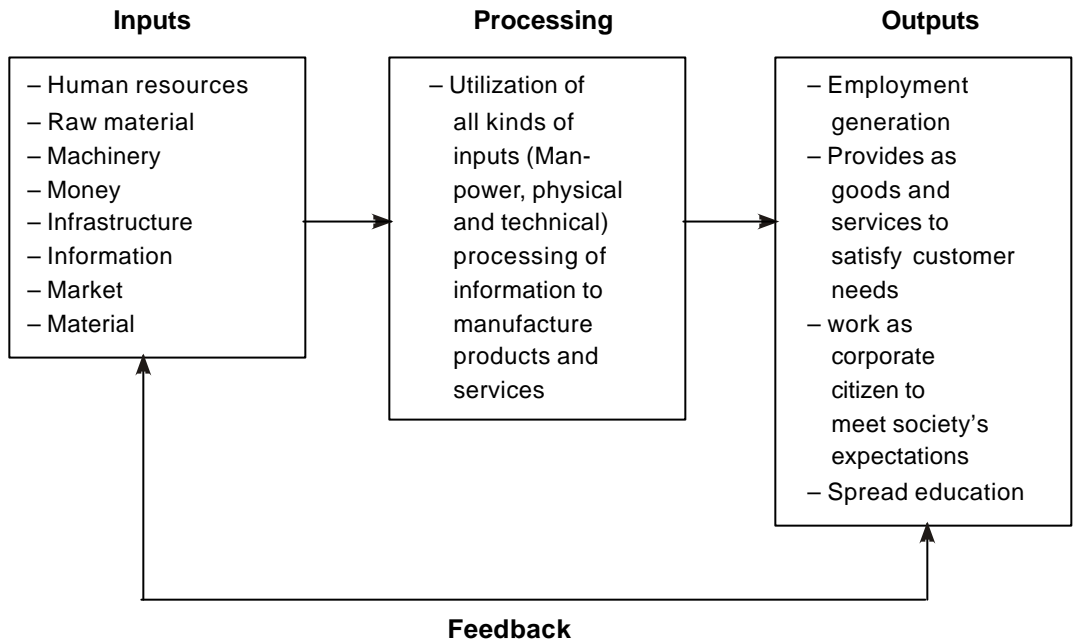 Inputs
Processing
Outputs
– Human resources
– Raw material
– Machinery
– Money
– Infrastructure
– Information
– Market
– Material
– Utilization of
all kinds of
inputs (Man-
power, physical
and technical)
processing of
information to
manufacture
products and
services
– Employment
generation
– Provides as
goods and
services to
satisfy customer
needs
– work as
corporate
citizen to
meet society's
expectations
– Spread education
Feedback